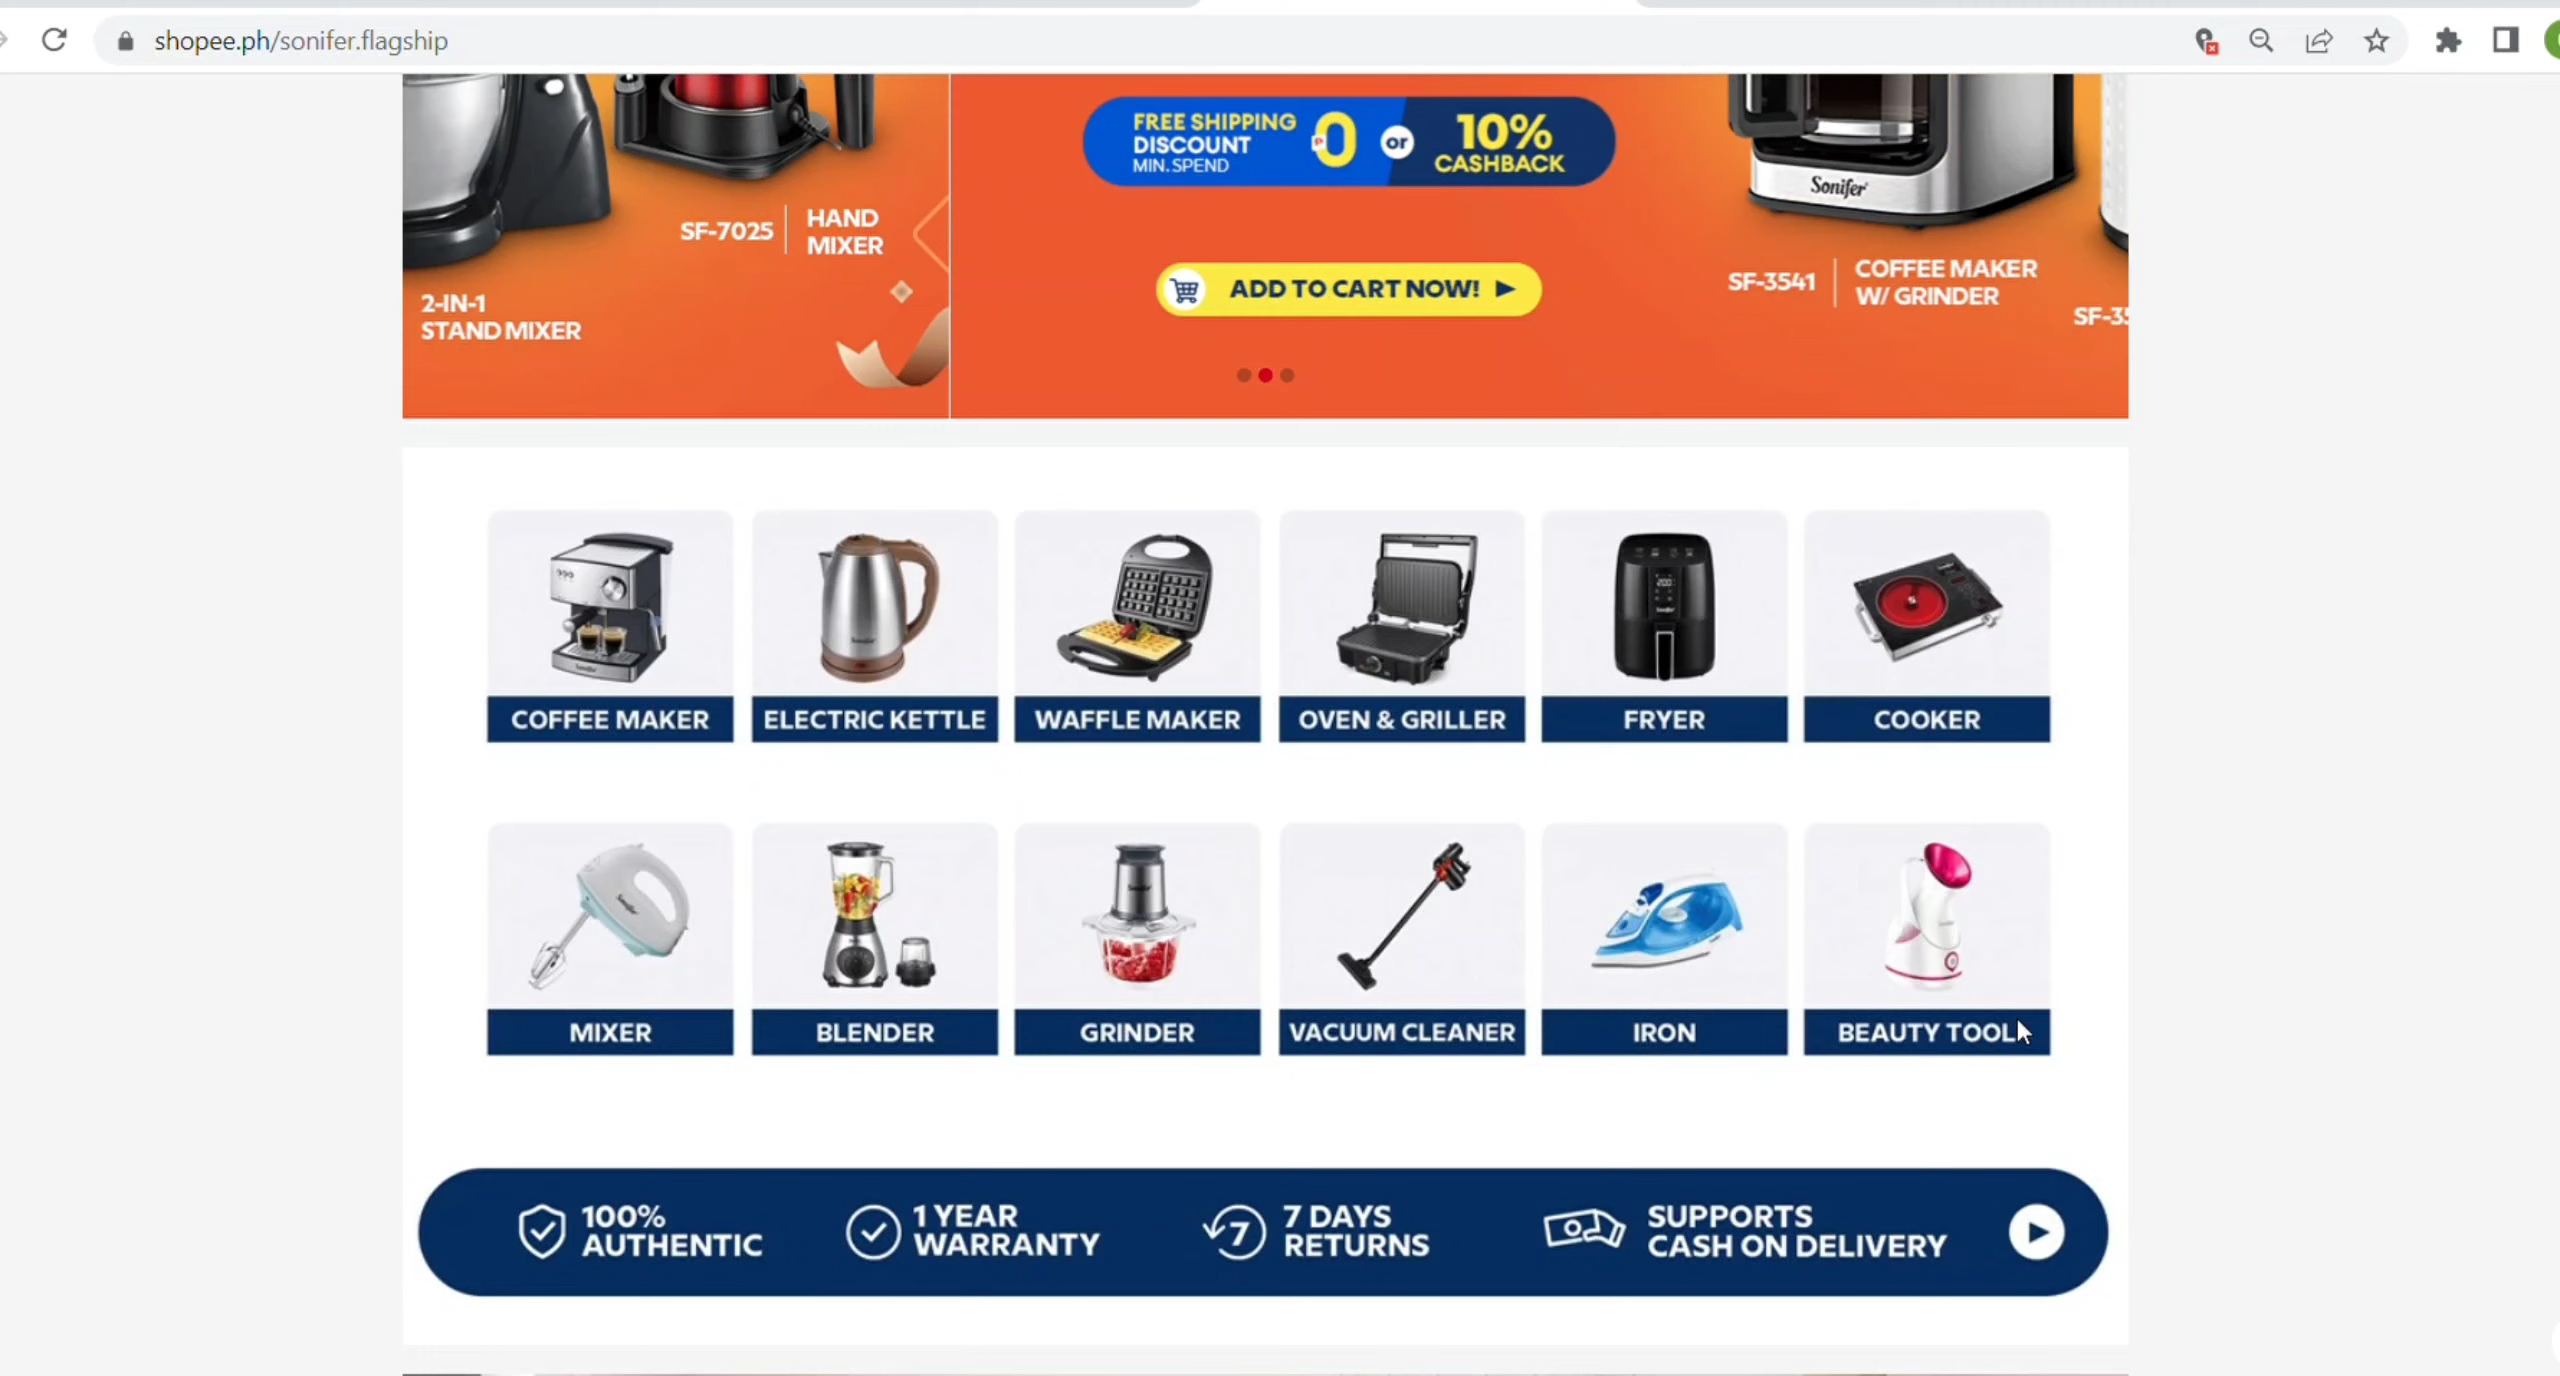 shopee.ph/sonifer.flagship
FREE SHIPPING
DISCOUNT
MIN. SPEND
₱0
or
10%
CASHBACK
Sonifer
SF-7025
HAND
MIXER
ADD TO CART NOW!
SF-3541
COFFEE MAKER
W/ GRINDER
2-IN-1
STAND MIXER
COFFEE MAKER
ELECTRIC KETTLE
WAFFLE MAKER
OVEN & GRILLER
FRYER
COOKER
MIXER
BLENDER
GRINDER
VACUUM CLEANER
IRON
BEAUTY TOOL
100%
AUTHENTIC
1 YEAR
WARRANTY
7
7 DAYS
RETURNS
SUPPORTS
CASH ON DELIVERY